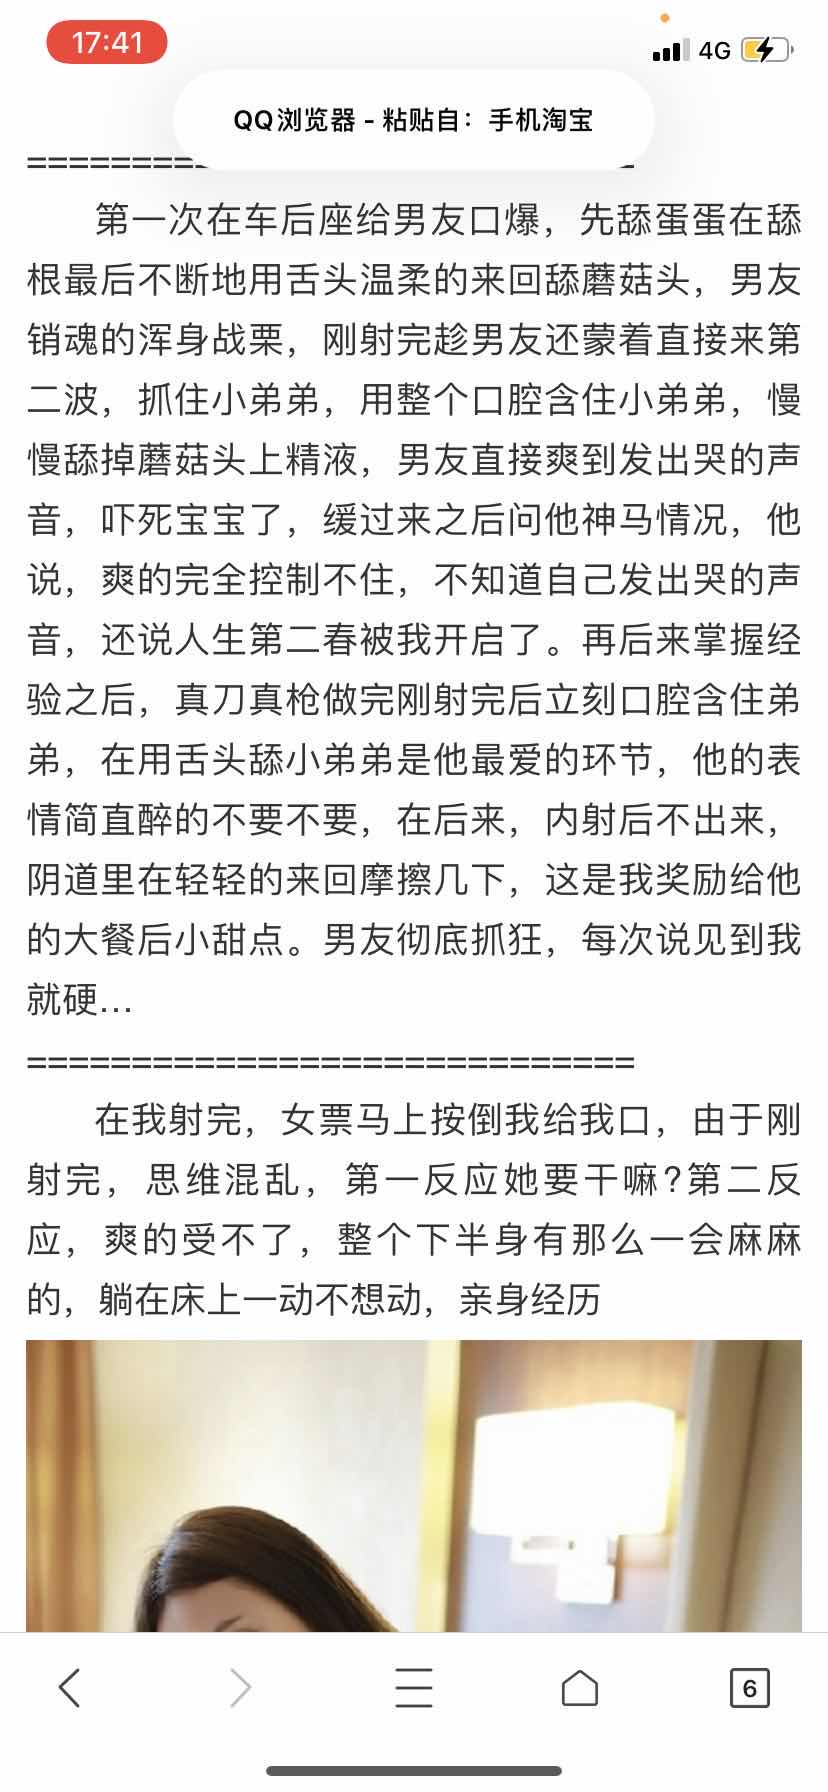 17:41
4G
QQ浏览器 - 粘贴自：手机淘宝
=============================
第一次在车后座给男友口爆，先舔蛋蛋在舔
根最后不断地用舌头温柔的来回舔蘑菇头，男友
销魂的浑身战栗，刚射完趁男友还蒙着直接来第
二波，抓住小弟弟，用整个口腔含住小弟弟，慢
慢舔掉蘑菇头上精液，男友直接爽到发出哭的声
音，吓死宝宝了，缓过来之后问他神马情况，他
说，爽的完全控制不住，不知道自己发出哭的声
音，还说人生第二春被我开启了。再后来掌握经
验之后，真刀真枪做完刚射完后立刻口腔含住弟
弟，在用舌头舔小弟弟是他最爱的环节，他的表
情简直醉的不要不要，在后来，内射后不出来，
阴道里在轻轻的来回摩擦几下，这是我奖励给他
的大餐后小甜点。男友彻底抓狂，每次说见到我
就硬...
=============================
在我射完，女票马上按倒我给我口，由于刚
射完，思维混乱，第一反应她要干嘛?第二反
应，爽的受不了，整个下半身有那么一会麻麻
的，躺在床上一动不想动，亲身经历
6